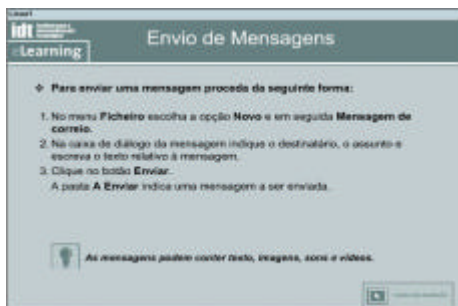 idt
eLearning
Envio de Mensagens
Para enviar uma mensagem proceda da seguinte forma:
1. No menu Ficheiro escolha a opção Novo e em seguida Mensagem de
correio.
2. Na caixa de diálogo da mensagem indique o destinatário, o assunto e
escreva o texto relativo à mensagem.
3. Clique no botão Enviar.
A pasta A Enviar indica uma mensagem a ser enviada.
As mensagens podem conter texto, imagens, sons e vídeos.